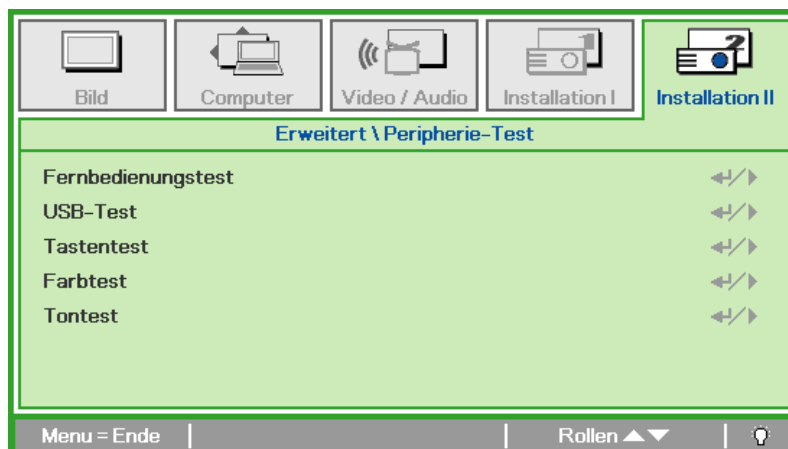 Bild
Computer
Video / Audio
Installation I
Installation II
Erweitert \ Peripherie-Test
Fernbedienungstest
USB-Test
Tastentest
Farbtest
Tontest
Menu = Ende
Rollen ▲▼